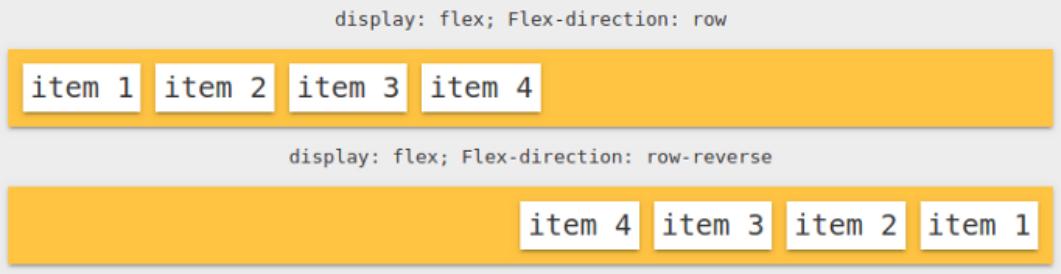 display: flex; Flex-direction: row
item 1 item 2 item 3 item 4
display: flex; Flex-direction: row-reverse
item 4 item 3 item 2 item 1